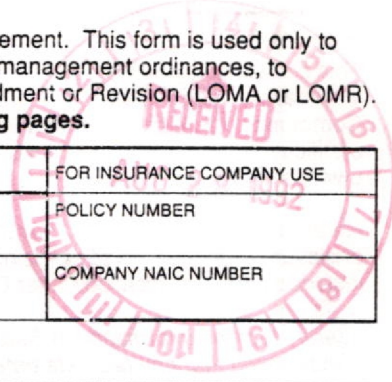 ement. This form is used only to
management ordinances, to
dment or Revision (LOMA or LOMR).
g pages.
RECEIVED
FOR INSURANCE COMPANY USE
AUG 1992
POLICY NUMBER
COMPANY NAIC NUMBER